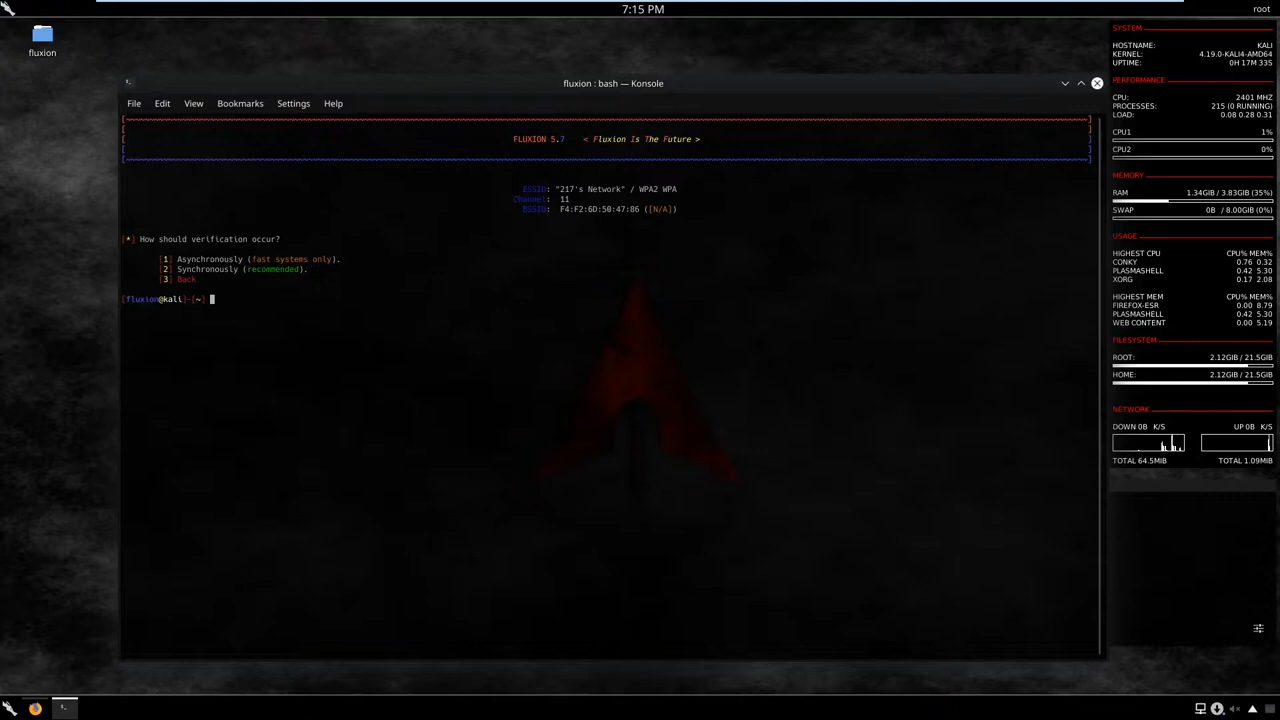 7:15 PM
root
fluxion
fluxion : bash — Konsole
File Edit View Bookmarks Settings Help
FLUXION 5.7 < Fluxion Is The Future >
ESSID: "217's Network" / WPA2 WPA
Channel: 11
BSSID: F4:F2:6D:50:47:86 ([N/A])
[*] How should verification occur?
[1] Asynchronously (fast systems only).
[2] Synchronously (recommended).
[3] Back
[fluxion@kali]-[~]
SYSTEM
HOSTNAME: KALI
KERNEL: 4.19.0-KALI4-AMD64
UPTIME: 0H 17M 33S
PERFORMANCE
CPU: 2401 MHZ
PROCESSES: 215 (0 RUNNING)
LOAD: 0.08 0.28 0.31
CPU1 1%
CPU2 0%
MEMORY
RAM 1.34GIB / 3.83GIB (35%)
SWAP 0B / 8.00GIB (0%)
USAGE
HIGHEST CPU CPU% MEM%
CONKY 0.76 0.32
PLASMASHELL 0.42 5.30
XORG 0.17 2.08
HIGHEST MEM CPU% MEM%
FIREFOX-ESR 0.00 8.79
PLASMASHELL 0.42 5.30
WEB CONTENT 0.00 5.19
FILESYSTEM
ROOT: 2.12GIB / 21.5GIB
HOME: 2.12GIB / 21.5GIB
NETWORK
DOWN 0B K/S UP 0B K/S
TOTAL 64.5MIB TOTAL 1.09MIB